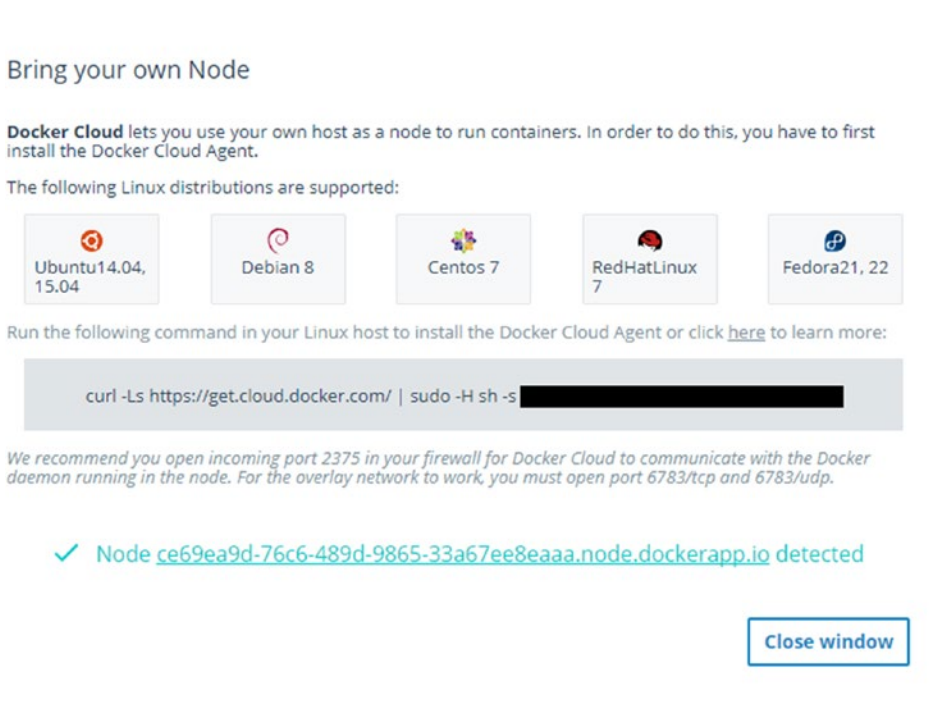 Bring your own Node
Docker Cloud lets you use your own host as a node to run containers. In order to do this, you have to first
install the Docker Cloud Agent.
The following Linux distributions are supported:
Ubuntu14.04,
15.04
Debian 8
Centos 7
RedHatLinux
7
Fedora21, 22
Run the following command in your Linux host to install the Docker Cloud Agent or click here to learn more:
curl -Ls https://get.cloud.docker.com/ | sudo -H sh -s
We recommend you open incoming port 2375 in your firewall for Docker Cloud to communicate with the Docker
daemon running in the node. For the overlay network to work, you must open port 6783/tcp and 6783/udp.
Node ce69ea9d-76c6-489d-9865-33a67ee8eaaa.node.dockerapp.io detected
Close window